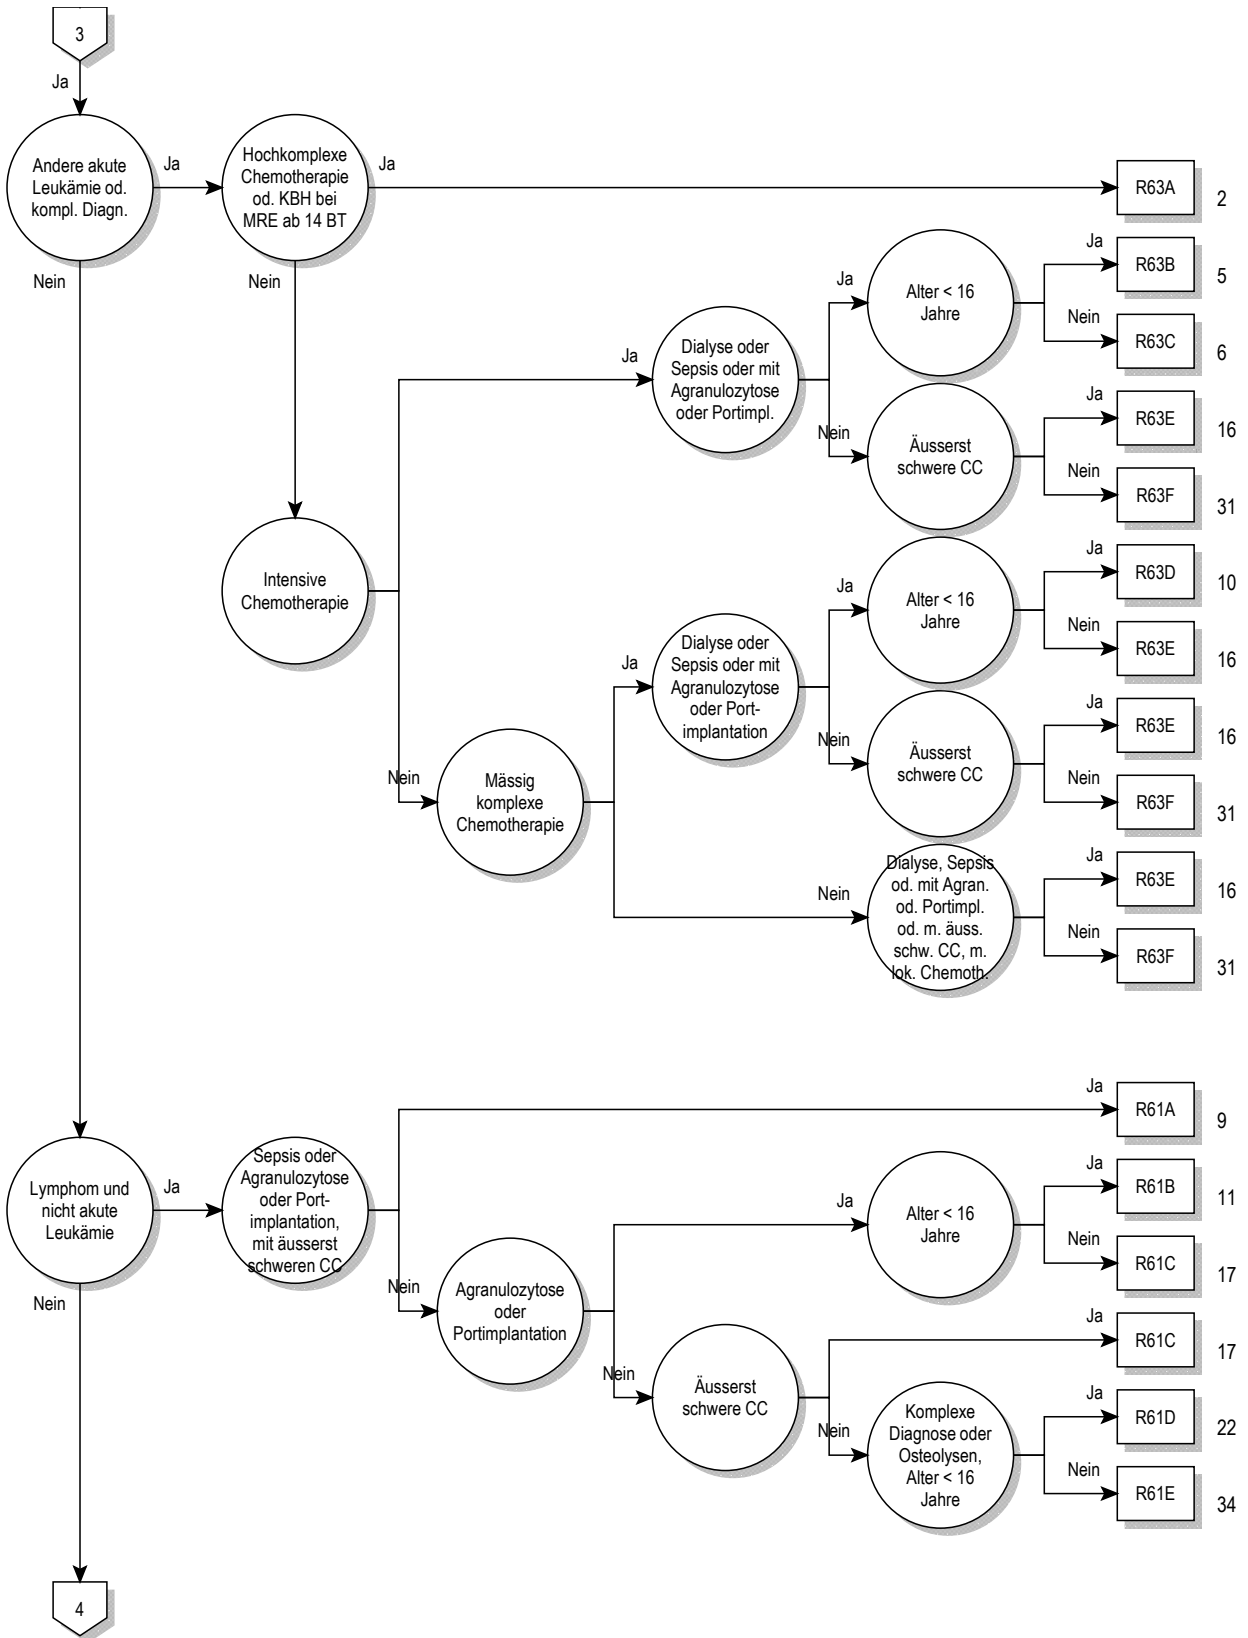 3
Ja
Andere akute
Leukämie od.
kompl. Diagn.
Ja
Hochkomplexe
Chemotherapie
od. KBH bei
MRE ab 14 BT
Ja
R63A
2
Nein
Nein
Intensive
Chemotherapie
Ja
Dialyse oder
Sepsis oder mit
Agranulozytose
oder Portimpl.
Ja
Alter < 16
Jahre
Ja
R63B
5
Nein
R63C
6
Nein
Äusserst
schwere CC
Ja
R63E
16
Nein
R63F
31
Nein
Mässig
komplexe
Chemotherapie
Ja
Dialyse oder
Sepsis oder mit
Agranulozytose
oder Port-
implantation
Ja
Alter < 16
Jahre
Ja
R63D
10
Nein
R63E
16
Nein
Äusserst
schwere CC
Ja
R63E
16
Nein
R63F
31
Nein
Dialyse, Sepsis
od. mit Agran.
od. Portimpl.
od. m. äuss.
schw. CC, m.
lok. Chemoth.
Ja
R63E
16
Nein
R63F
31
Lymphom und
nicht akute
Leukämie
Ja
Sepsis oder
Agranulozytose
oder Port-
implantation,
mit äusserst
schweren CC
Ja
R61A
9
Nein
Agranulozytose
oder
Portimplantation
Ja
Alter < 16
Jahre
Ja
R61B
11
Nein
R61C
17
Nein
Äusserst
schwere CC
Ja
R61C
17
Nein
Komplexe
Diagnose oder
Osteolysen,
Alter < 16
Jahre
Ja
R61D
22
Nein
R61E
34
Nein
4